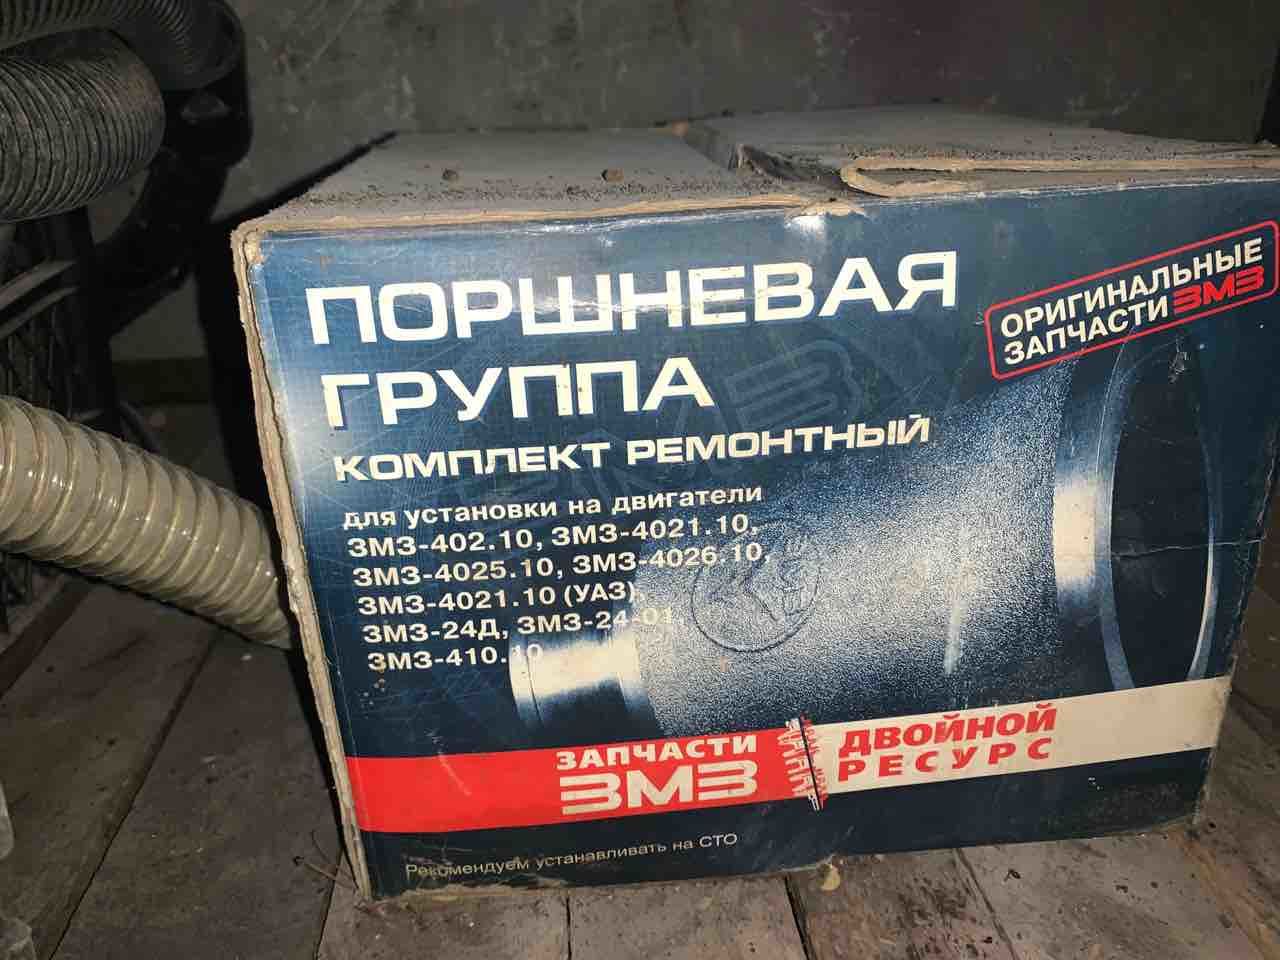 ПОРШНЕВАЯ
ГРУППА
КОМПЛЕКТ РЕМОНТНЫЙ
для установки на двигатели
ЗМЗ-402.10, ЗМЗ-4021.10,
ЗМЗ-4025.10, ЗМЗ-4026.10,
ЗМЗ-4021.10 (УАЗ),
ЗМЗ-24Д, ЗМЗ-24-01,
ЗМЗ-410.10
ОРИГИНАЛЬНЫЕ
ЗАПЧАСТИ ЗМЗ
ЗАПЧАСТИ
ЗМЗ
ДВОЙНОЙ
РЕСУРС
Рекомендуем устанавливать на СТО